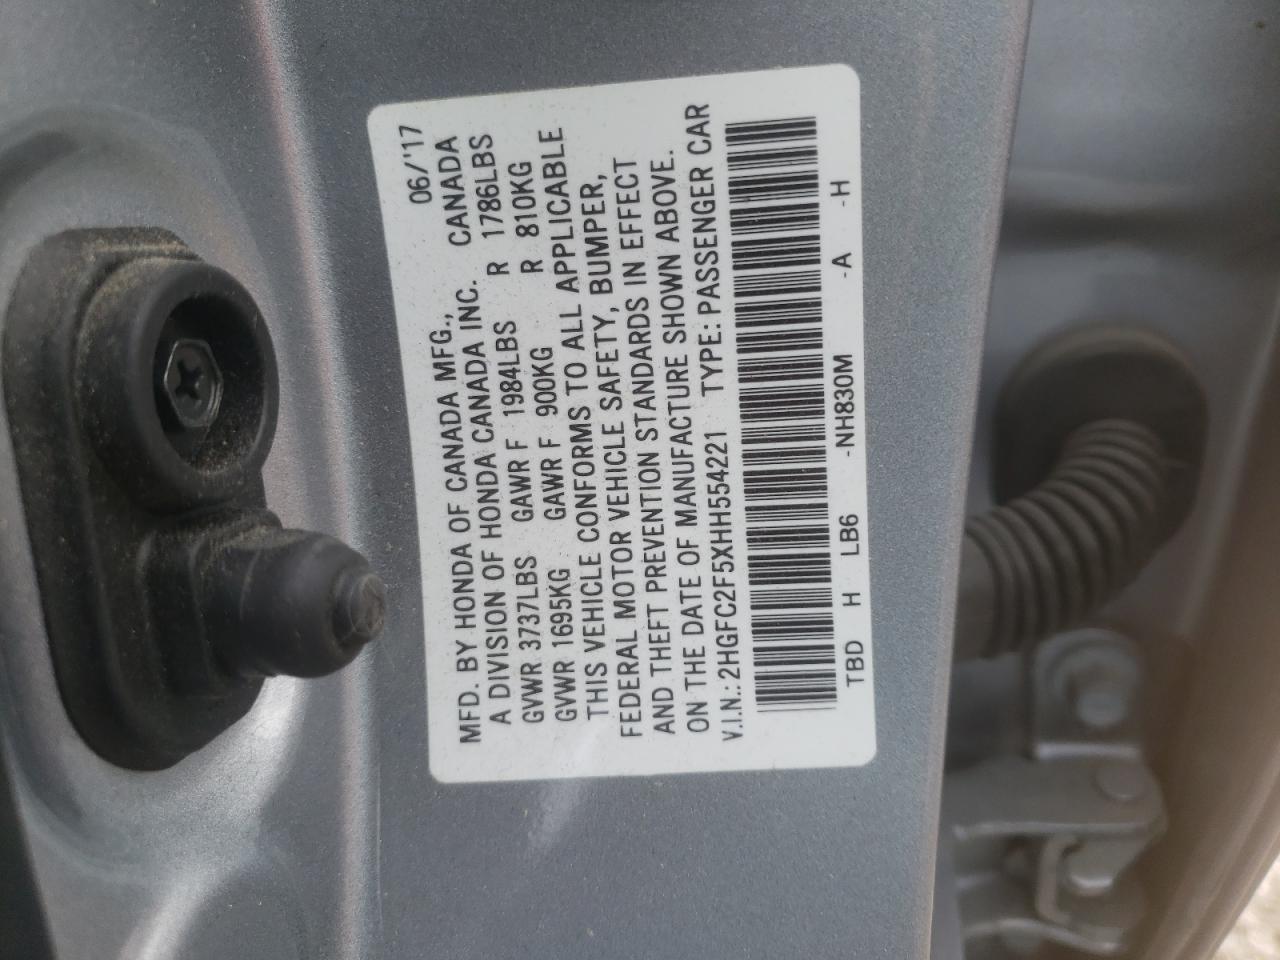 MFD. BY HONDA OF CANADA MFG., 06/'17
A DIVISION OF HONDA CANADA INC. CANADA
GVWR 3737LBS GAWR F 1984LBS R 1786LBS
GVWR 1695KG GAWR F 900KG R 810KG
THIS VEHICLE CONFORMS TO ALL APPLICABLE
FEDERAL MOTOR VEHICLE SAFETY, BUMPER,
AND THEFT PREVENTION STANDARDS IN EFFECT
ON THE DATE OF MANUFACTURE SHOWN ABOVE.
V.I.N.: 2HGFC2F5XHH554221 TYPE: PASSENGER CAR
TBD H LB6 -NH830M -A -H